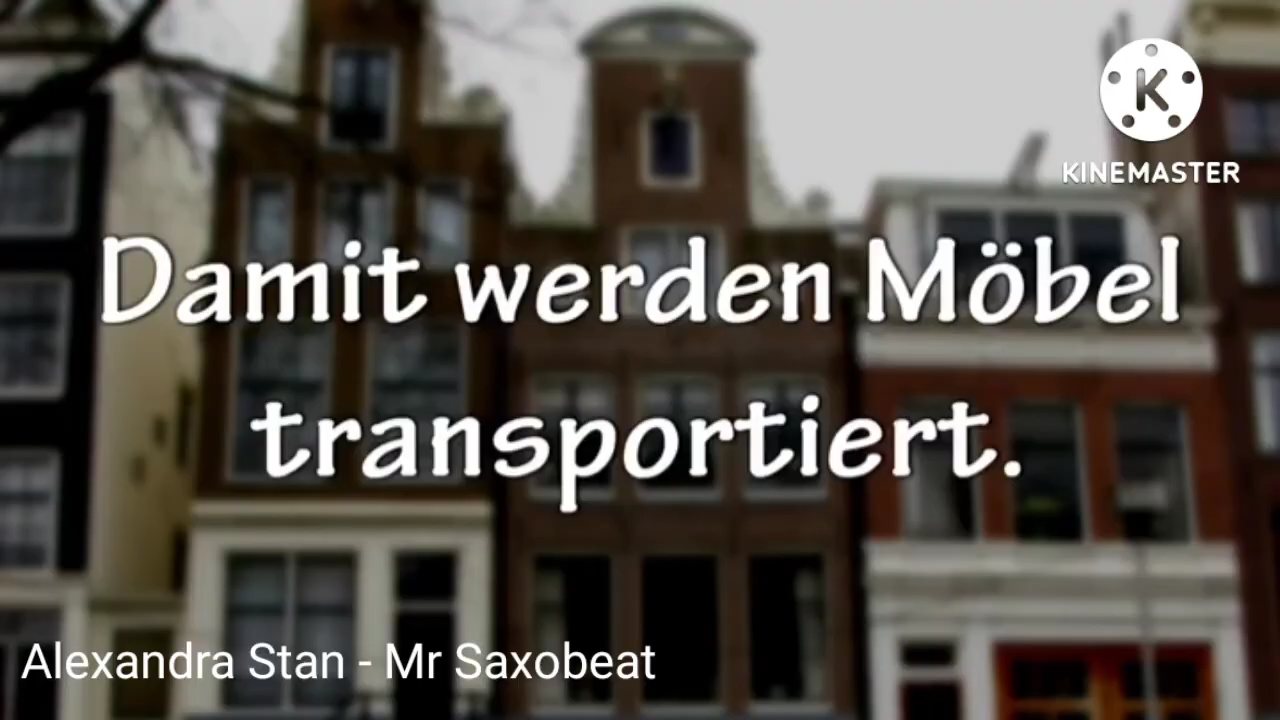 K
KINEMASTER
Damit werden Möbel
transportiert.
Alexandra Stan - Mr Saxobeat